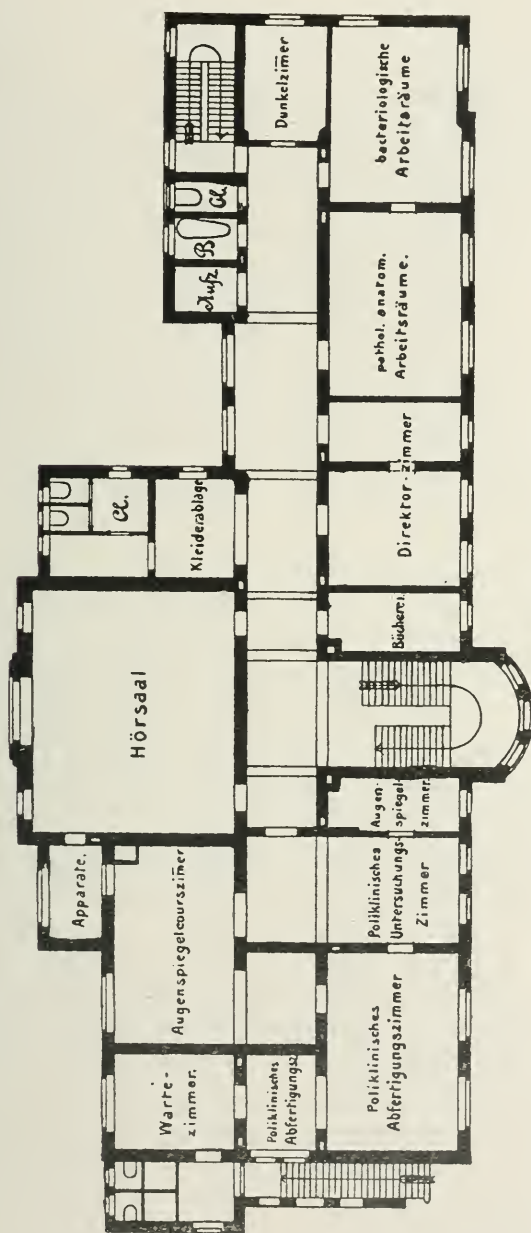 Dunkelzimer
bacteriologische
Arbeitsräume
Cl.
B
Aufz
pathol. anatom.
Arbeitsräume.
Direktor-zimmer
Cl.
Kleiderablage
Bücherei.
Hörsaal
Augen-
spiegel-
zimmer.
Apparate.
Augenspiegelcourszimer
Poliklinisches
Untersuchungs-
Zimmer
Warte-
zimmer.
Poliklinisches
Abfertigungsz.
Poliklinisches
Abfertigungszimmer